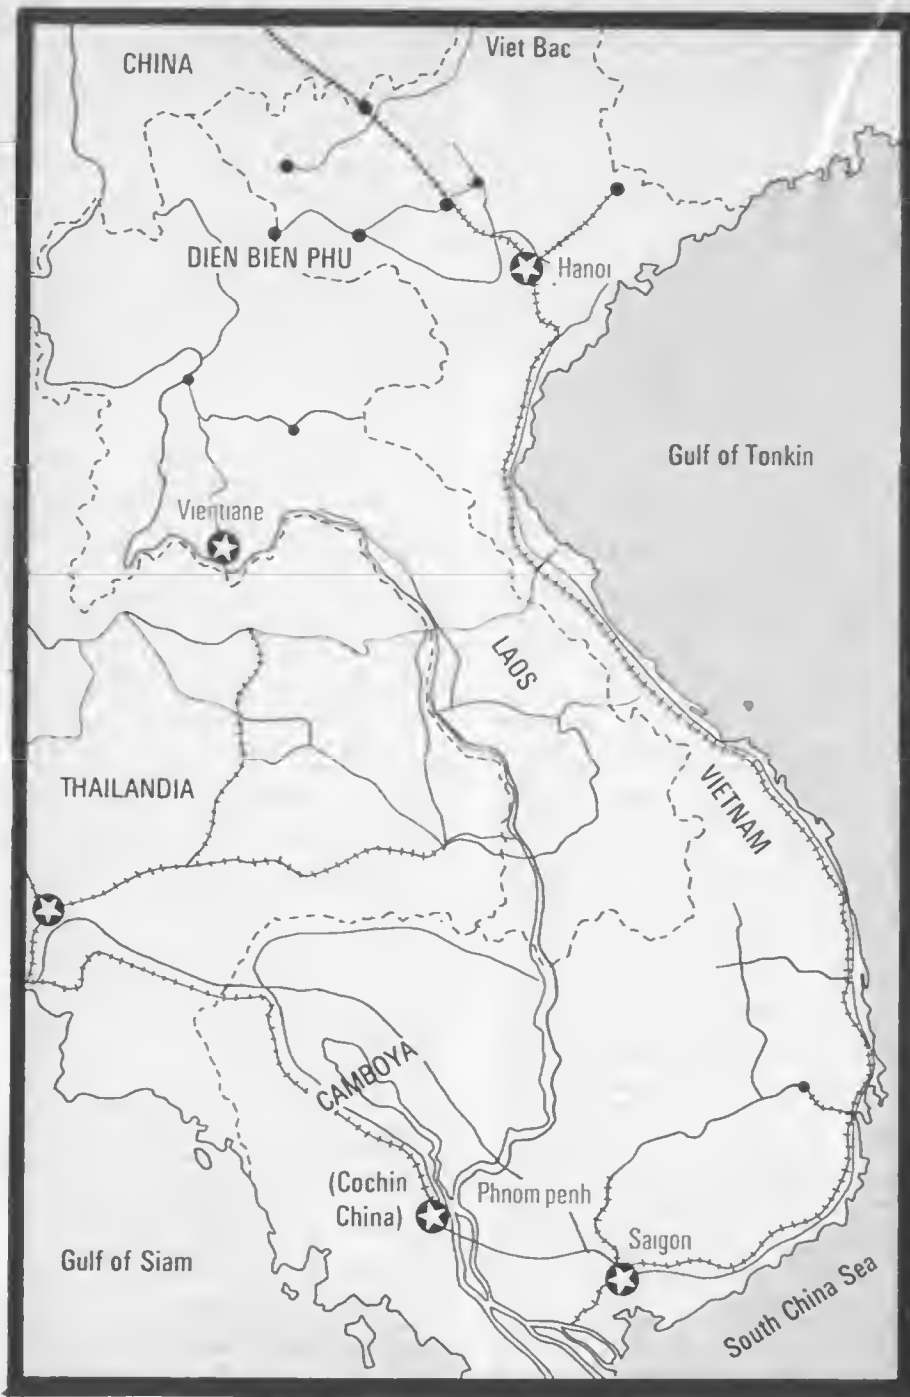 Viet Bac
CHINA
DIEN BIEN PHU
Hanoi
Gulf of Tonkin
Vientiane
LAOS
THAILANDIA
VIETNAM
CAMBOYA
(Cochin
China)
Phnom penh
Saigon
Gulf of Siam
South China Sea